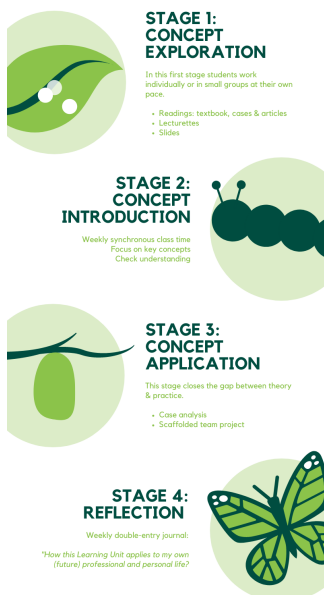 STAGE 1:
CONCEPT
EXPLORATION
In this first stage students work
individually or in small groups at their own
pace.
• Readings: textbook, cases & articles
• Lecturettes
• Slides
STAGE 2:
CONCEPT
INTRODUCTION
Weekly synchronous class time
Focus on key concepts
Check understanding
STAGE 3:
CONCEPT
APPLICATION
This stage closes the gap between theory
& practice.
• Case analysis
• Scaffolded team project
STAGE 4:
REFLECTION
Weekly double-entry journal:
"How this Learning Unit applies to my own
(future) professional and personal life?